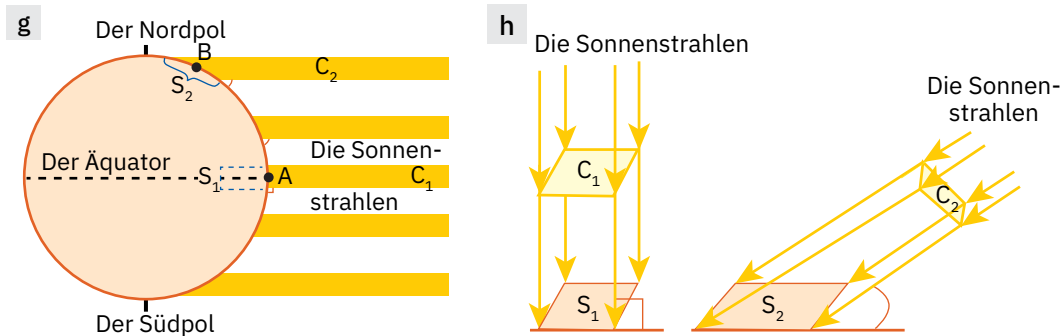 g
Der Nordpol
B
C₂
S₂
Der Äquator
Die Sonnen-
S₁
A
C₁
strahlen
Der Südpol
h
Die Sonnenstrahlen
Die Sonnen-
strahlen
C₁
C₂
S₁
S₂